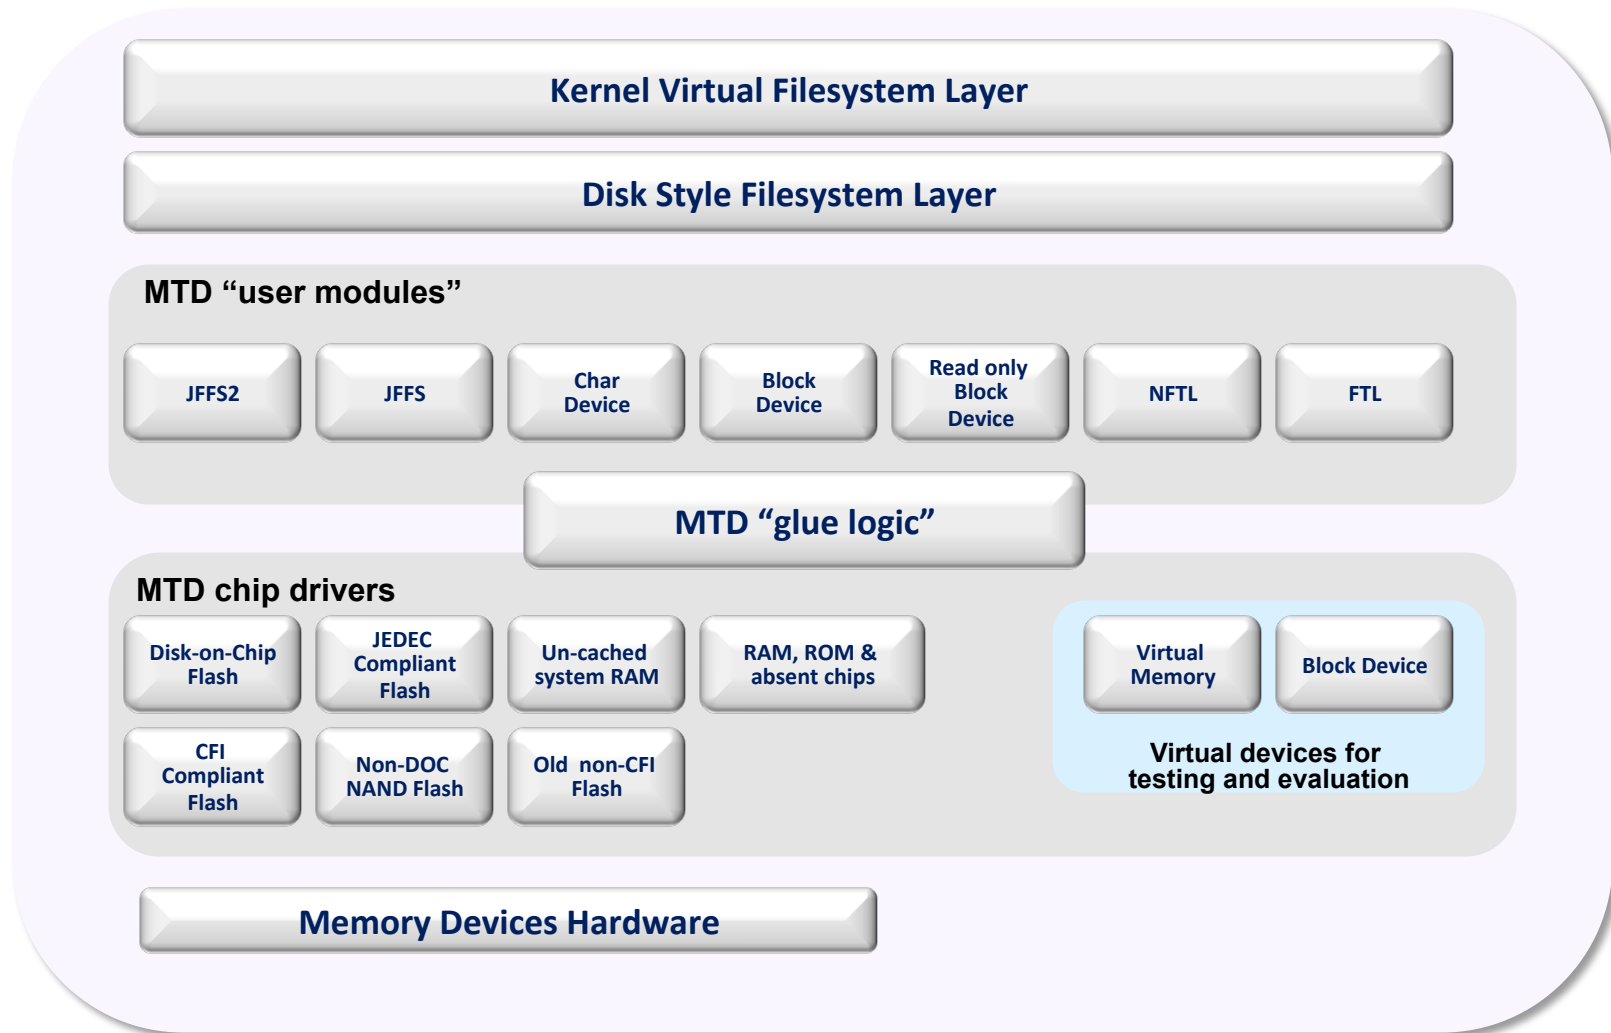 Kernel Virtual Filesystem Layer
Disk Style Filesystem Layer
MTD “user modules”
JFFS2
JFFS
Char
Device
Block
Device
Read only
Block
Device
NFTL
FTL
MTD “glue logic”
MTD chip drivers
Disk-on-Chip
Flash
JEDEC
Compliant
Flash
Un-cached
system RAM
RAM, ROM &
absent chips
Virtual
Memory
Block Device
CFI
Compliant
Flash
Non-DOC
NAND Flash
Old  non-CFI
Flash
Virtual devices for
testing and evaluation
Memory Devices Hardware